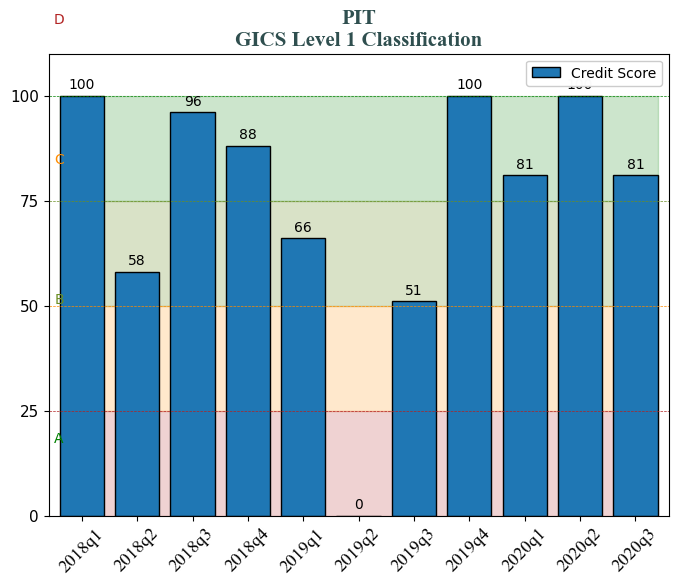 D
PIT
GICS Level 1 Classification
Credit Score
100
58
96
88
66
0
51
100
81
100
81
C
B
A
100
75
50
25
0
2018q1
2018q2
2018q3
2018q4
2019q1
2019q2
2019q3
2019q4
2020q1
2020q2
2020q3